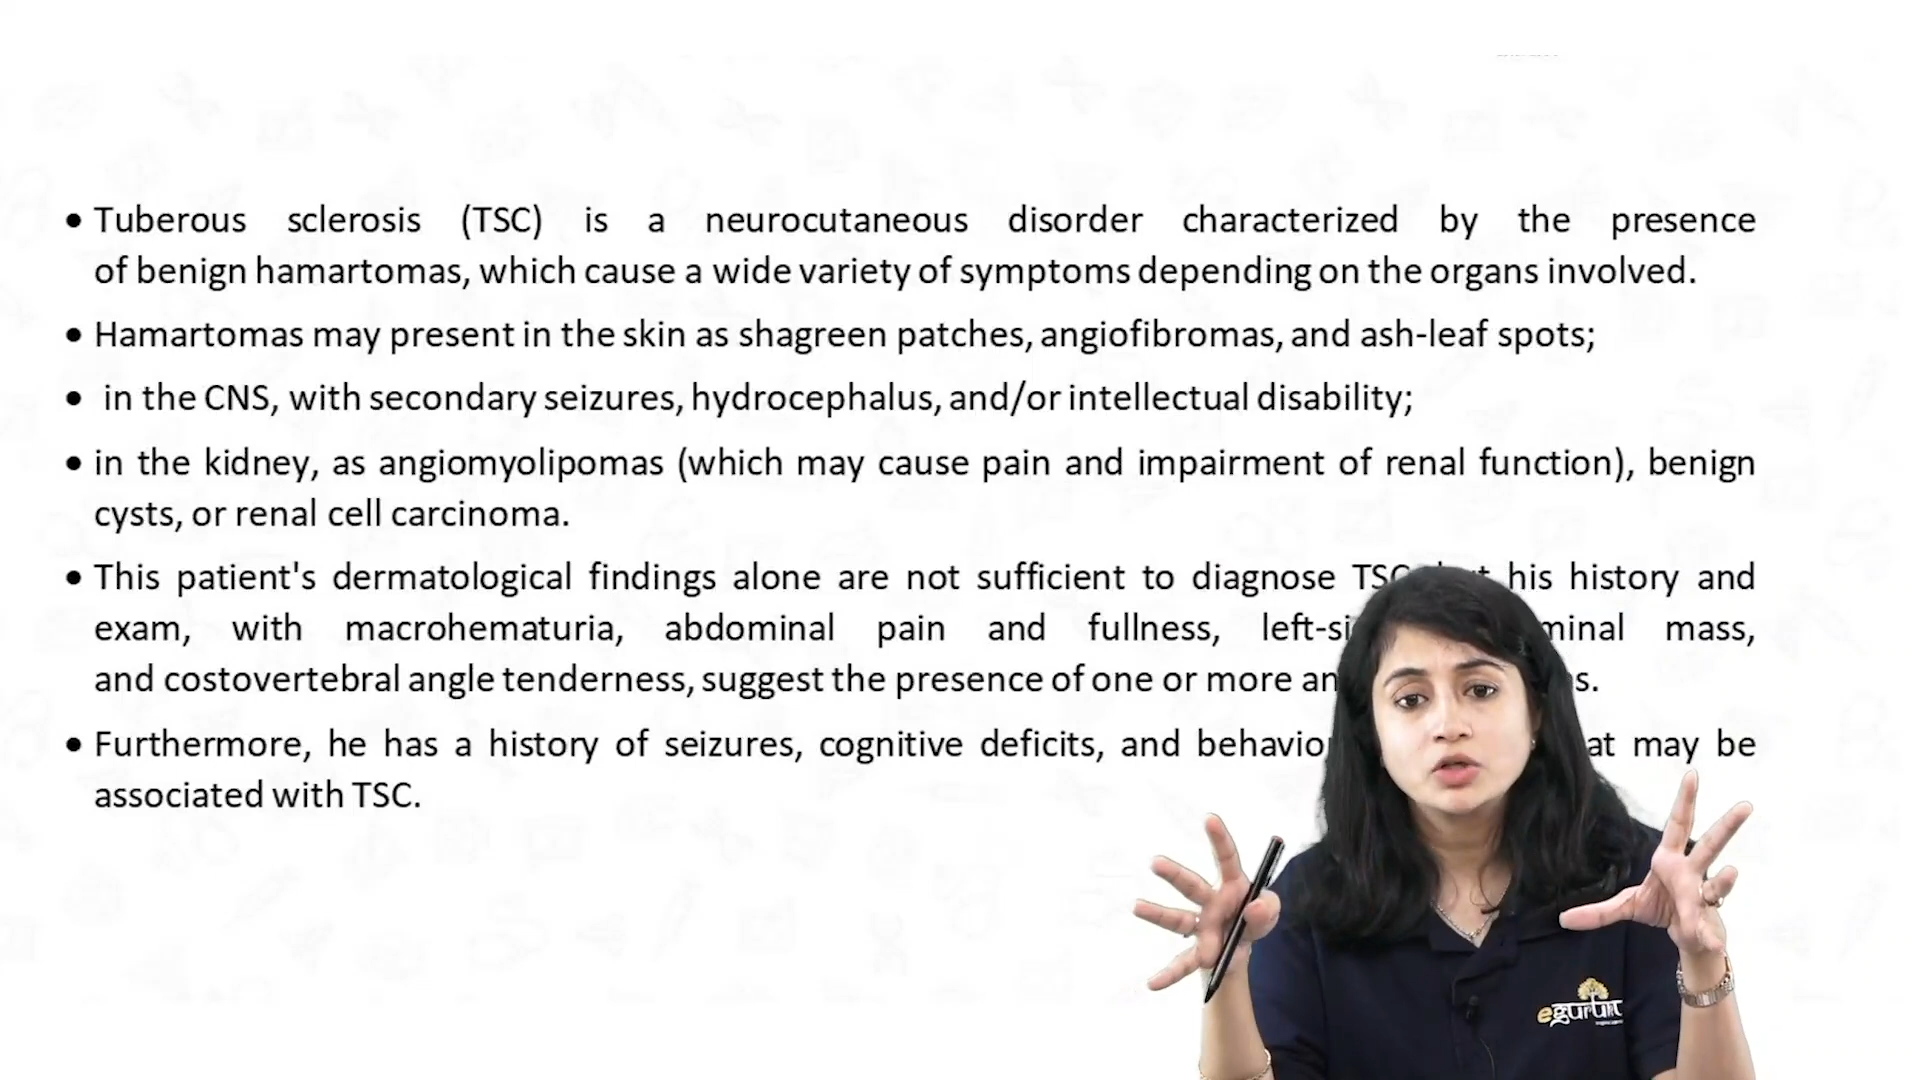 • Tuberous sclerosis (TSC) is a neurocutaneous disorder characterized by the presence
of benign hamartomas, which cause a wide variety of symptoms depending on the organs involved.
• Hamartomas may present in the skin as shagreen patches, angiofibromas, and ash-leaf spots;
• in the CNS, with secondary seizures, hydrocephalus, and/or intellectual disability;
• in the kidney, as angiomyolipomas (which may cause pain and impairment of renal function), benign
cysts, or renal cell carcinoma.
• This patient's dermatological findings alone are not sufficient to diagnose TSC his history and
exam, with macrohematuria, abdominal pain and fullness, mass,
and costovertebral angle tenderness, suggest the presence of one or more
• Furthermore, he has a history of seizures, cognitive deficits, and may be
associated with TSC.